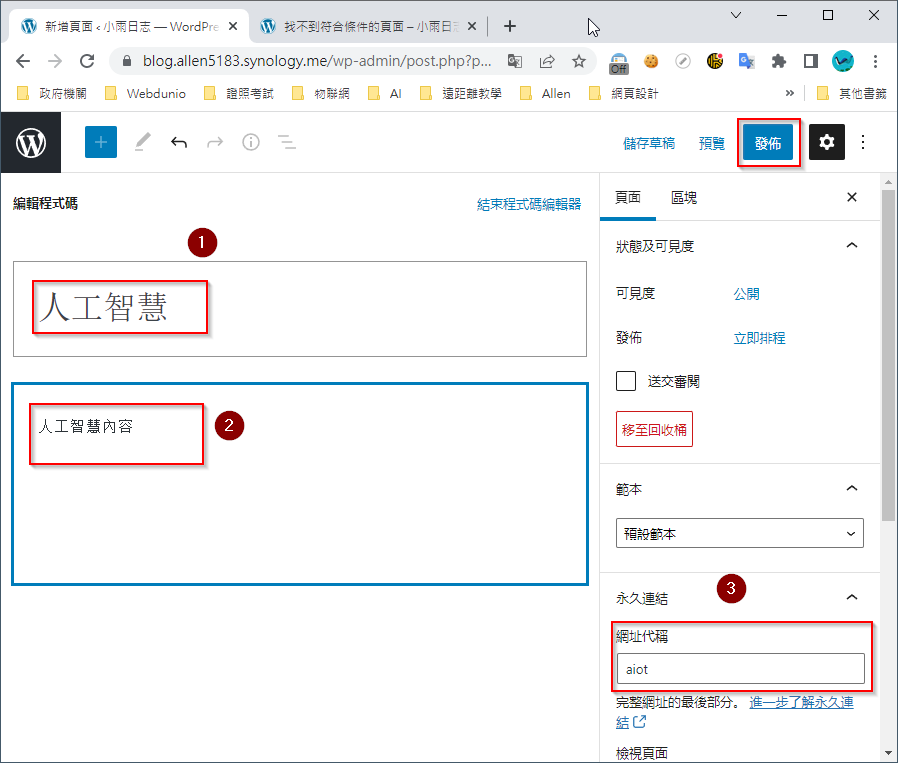 新增頁面 ‹ 小雨日志 — WordPre
找不到符合條件的頁面 – 小雨日
blog.allen5183.synology.me/wp-admin/post.php?p...
Off
政府機關 Webdunio 證照考試 物聯網 AI 遠距離教學 Allen 網頁設計 » 其他書籤
儲存草稿 預覽 發佈
編輯程式碼 結束程式碼編輯器
頁面 區塊
1
人工智慧
2
人工智慧內容
狀態及可見度
可見度 公開
發佈 立即排程
送交審閱
移至回收桶
範本
預設範本
永久連結
3
網址代稱
aiot
完整網址的最後部分。 進一步了解永久連
結
檢視頁面